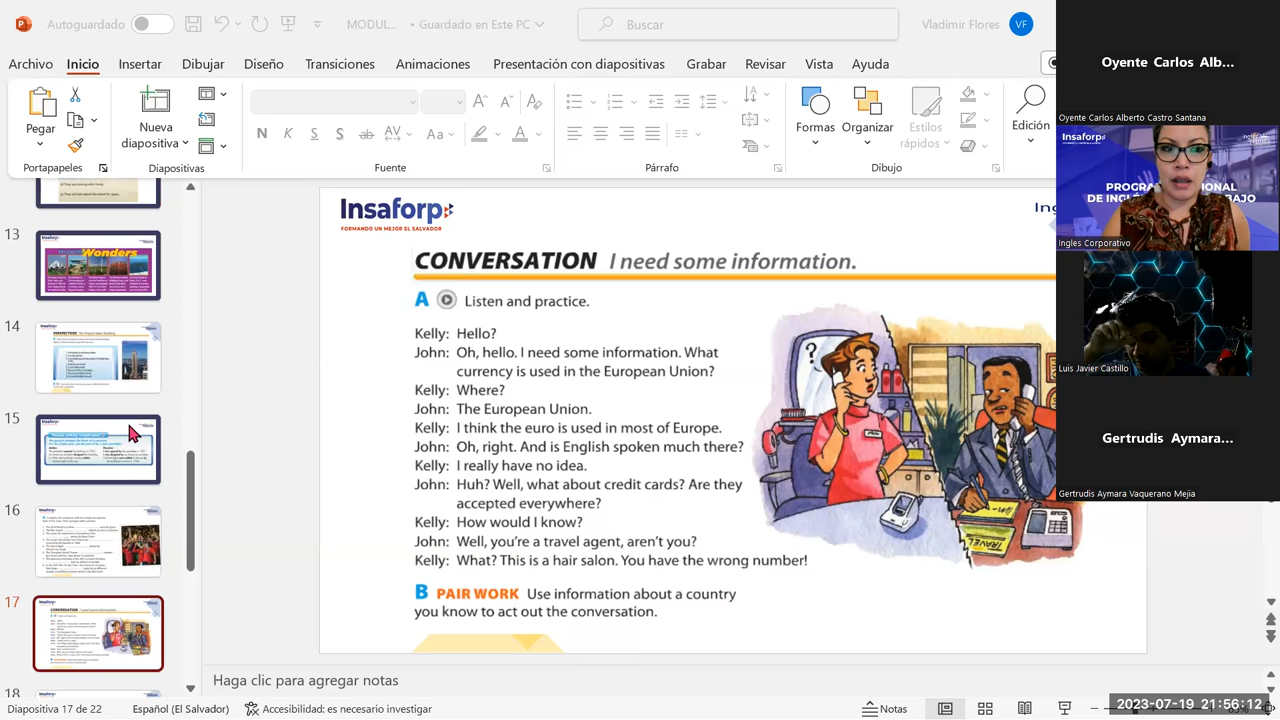 Autoguardado
MODUL... • Guardado en Este PC
Buscar
Vladimir Flores
VF
Archivo Inicio Insertar Dibujar Diseño Transiciones Animaciones Presentación con diapositivas Grabar Revisar Vista Ayuda
Pegar
Nueva diapositiva
Formas
Organizar
Estilos rápidos
Edición
Portapapeles
Diapositivas
Fuente
Párrafo
Dibujo
13
14
15
16
17
18
Insaforp
FORMANDO UN MEJOR EL SALVADOR
CONVERSATION I need some information.
A Listen and practice.
Kelly: Hello?
John: Oh, hello. I need some information. What
currency is used in the European Union?
Kelly: Where?
John: The European Union.
Kelly: I think the euro is used in most of Europe.
John: Oh, right. And is English spoken much there?
Kelly: I really have no idea.
John: Huh? Well, what about credit cards? Are they
accepted everywhere?
Kelly: How would I know?
John: Well, you're a travel agent, aren't you?
Kelly: What? This is a hair salon. You have the wrong number!
B PAIR WORK Use information about a country
you know to act out the conversation.
Haga clic para agregar notas
Diapositiva 17 de 22
Español (El Salvador)
Accesibilidad: es necesario investigar
Notas
Oyente Carlos Alb...
Oyente Carlos Alberto Castro Santana
Insaforp
Ingles Corporativo
Luis Javier Castillo
Gertrudis Aymara...
Gertrudis Aymara Vaquerano Mejia
2023-07-19 21:56:12